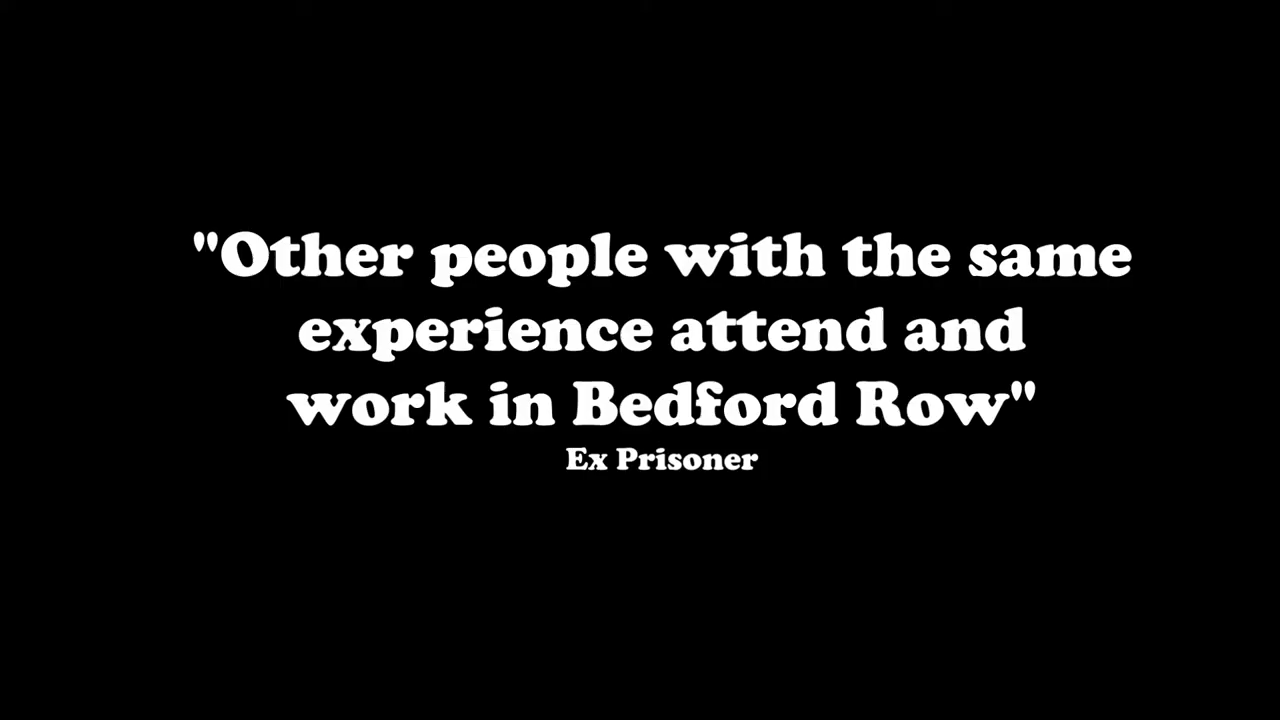 "Other people with the same
experience attend and
work in Bedford Row"
Ex Prisoner